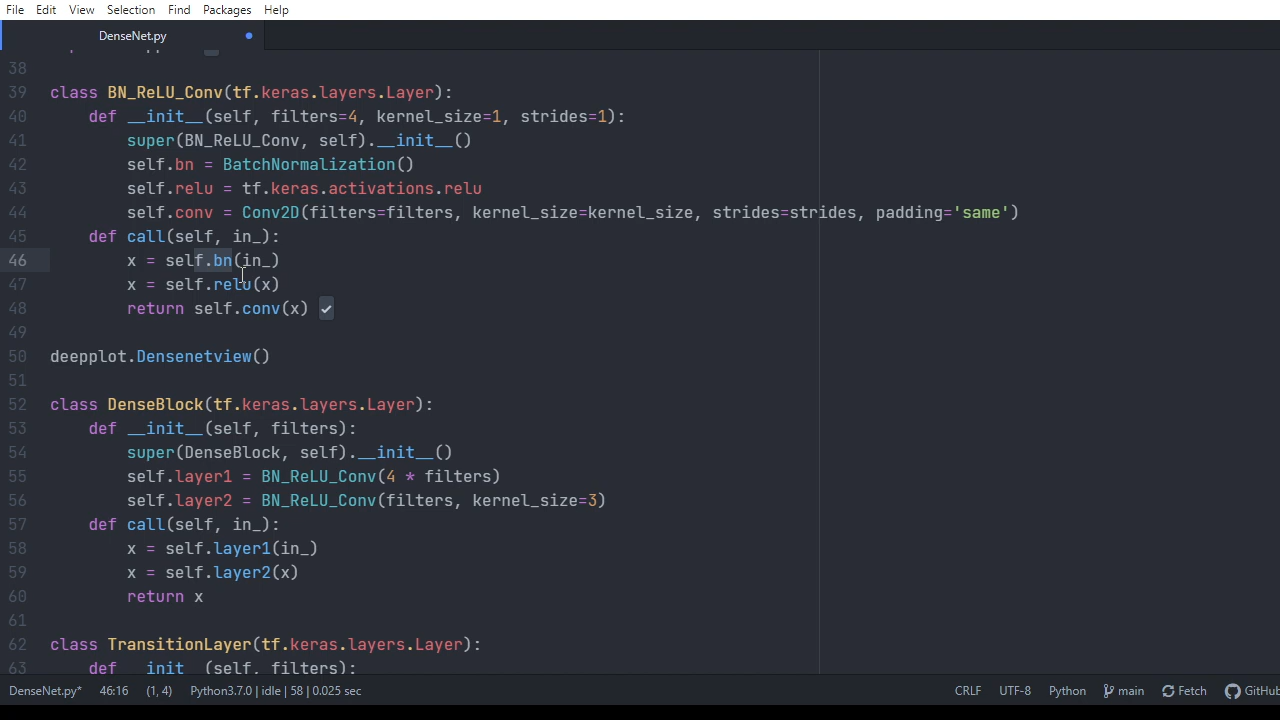 File Edit View Selection Find Packages Help
DenseNet.py
38
39 class BN_ReLU_Conv(tf.keras.layers.Layer):
40     def __init__(self, filters=4, kernel_size=1, strides=1):
41         super(BN_ReLU_Conv, self).__init__()
42         self.bn = BatchNormalization()
43         self.relu = tf.keras.activations.relu
44         self.conv = Conv2D(filters=filters, kernel_size=kernel_size, strides=strides, padding='same')
45     def call(self, in_):
46         x = self.bn(in_)
47         x = self.relu(x)
48         return self.conv(x)
49
50 deepplot.Densenetview()
51
52 class DenseBlock(tf.keras.layers.Layer):
53     def __init__(self, filters):
54         super(DenseBlock, self).__init__()
55         self.layer1 = BN_ReLU_Conv(4 * filters)
56         self.layer2 = BN_ReLU_Conv(filters, kernel_size=3)
57     def call(self, in_):
58         x = self.layer1(in_)
59         x = self.layer2(x)
60         return x
61
62 class TransitionLayer(tf.keras.layers.Layer):
63     def __init__(self, filters):
DenseNet.py* 46:16 (1, 4) Python3.7.0 | idle | 58 | 0.025 sec CRLF UTF-8 Python main Fetch GitHub